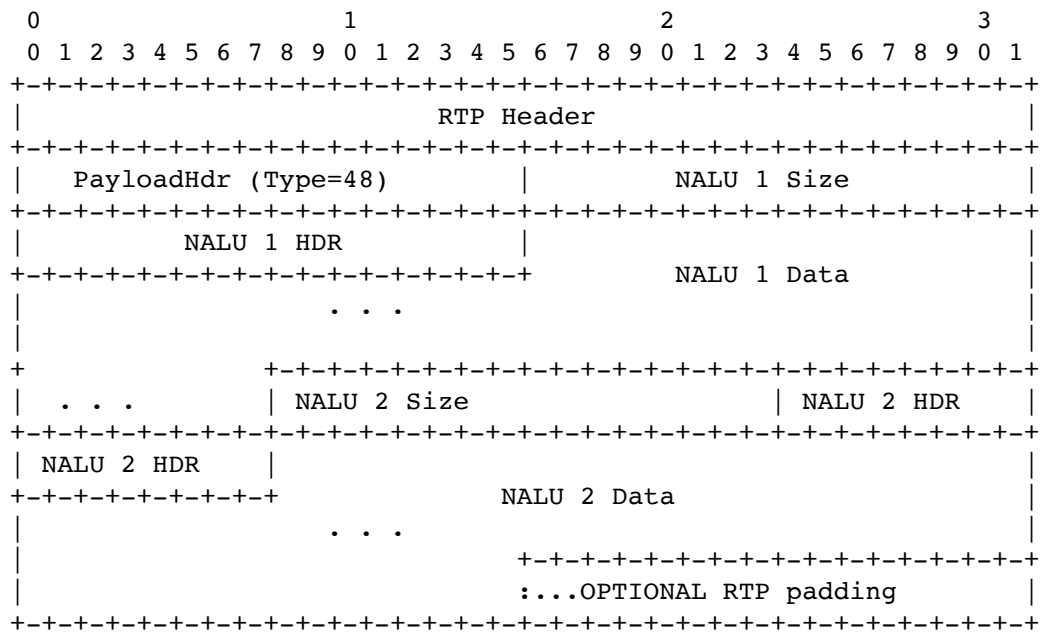 0                   1                   2                   3
 0 1 2 3 4 5 6 7 8 9 0 1 2 3 4 5 6 7 8 9 0 1 2 3 4 5 6 7 8 9 0 1
+-+-+-+-+-+-+-+-+-+-+-+-+-+-+-+-+-+-+-+-+-+-+-+-+-+-+-+-+-+-+-+-+
|                          RTP Header                           |
+-+-+-+-+-+-+-+-+-+-+-+-+-+-+-+-+-+-+-+-+-+-+-+-+-+-+-+-+-+-+-+-+
|   PayloadHdr (Type=48)        |         NALU 1 Size           |
+-+-+-+-+-+-+-+-+-+-+-+-+-+-+-+-+-+-+-+-+-+-+-+-+-+-+-+-+-+-+-+-+
|          NALU 1 HDR           |                               |
+-+-+-+-+-+-+-+-+-+-+-+-+-+-+-+-+         NALU 1 Data           |
|                   . . .                                       |
|                                                               |
+               +-+-+-+-+-+-+-+-+-+-+-+-+-+-+-+-+-+-+-+-+-+-+-+-+
|  . . .        | NALU 2 Size                   | NALU 2 HDR    |
+-+-+-+-+-+-+-+-+-+-+-+-+-+-+-+-+-+-+-+-+-+-+-+-+-+-+-+-+-+-+-+-+
| NALU 2 HDR    |                                               |
+-+-+-+-+-+-+-+-+              NALU 2 Data                      |
|                   . . .                                       |
|                               +-+-+-+-+-+-+-+-+-+-+-+-+-+-+-+-+
|                               :...OPTIONAL RTP padding        |
+-+-+-+-+-+-+-+-+-+-+-+-+-+-+-+-+-+-+-+-+-+-+-+-+-+-+-+-+-+-+-+-+